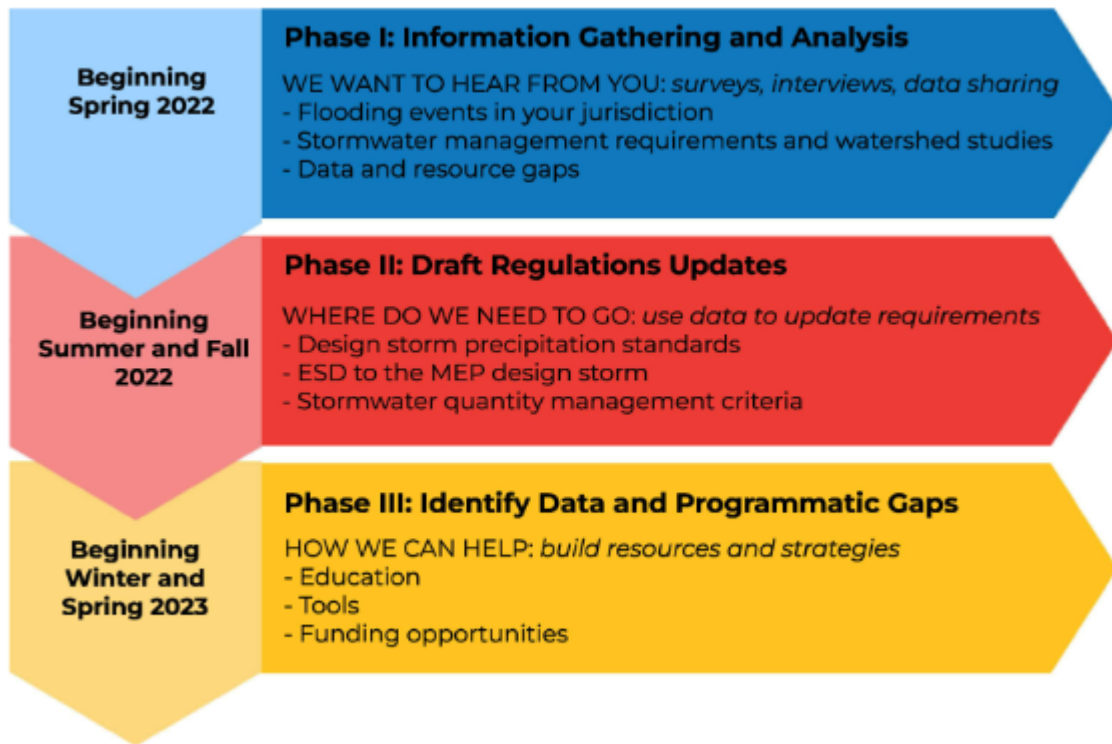 Beginning
Spring 2022
Phase I: Information Gathering and Analysis
WE WANT TO HEAR FROM YOU: surveys, interviews, data sharing
- Flooding events in your jurisdiction
- Stormwater management requirements and watershed studies
- Data and resource gaps
Beginning
Summer and Fall
2022
Phase II: Draft Regulations Updates
WHERE DO WE NEED TO GO: use data to update requirements
- Design storm precipitation standards
- ESD to the MEP design storm
- Stormwater quantity management criteria
Beginning
Winter and
Spring 2023
Phase III: Identify Data and Programmatic Gaps
HOW WE CAN HELP: build resources and strategies
- Education
- Tools
- Funding opportunities